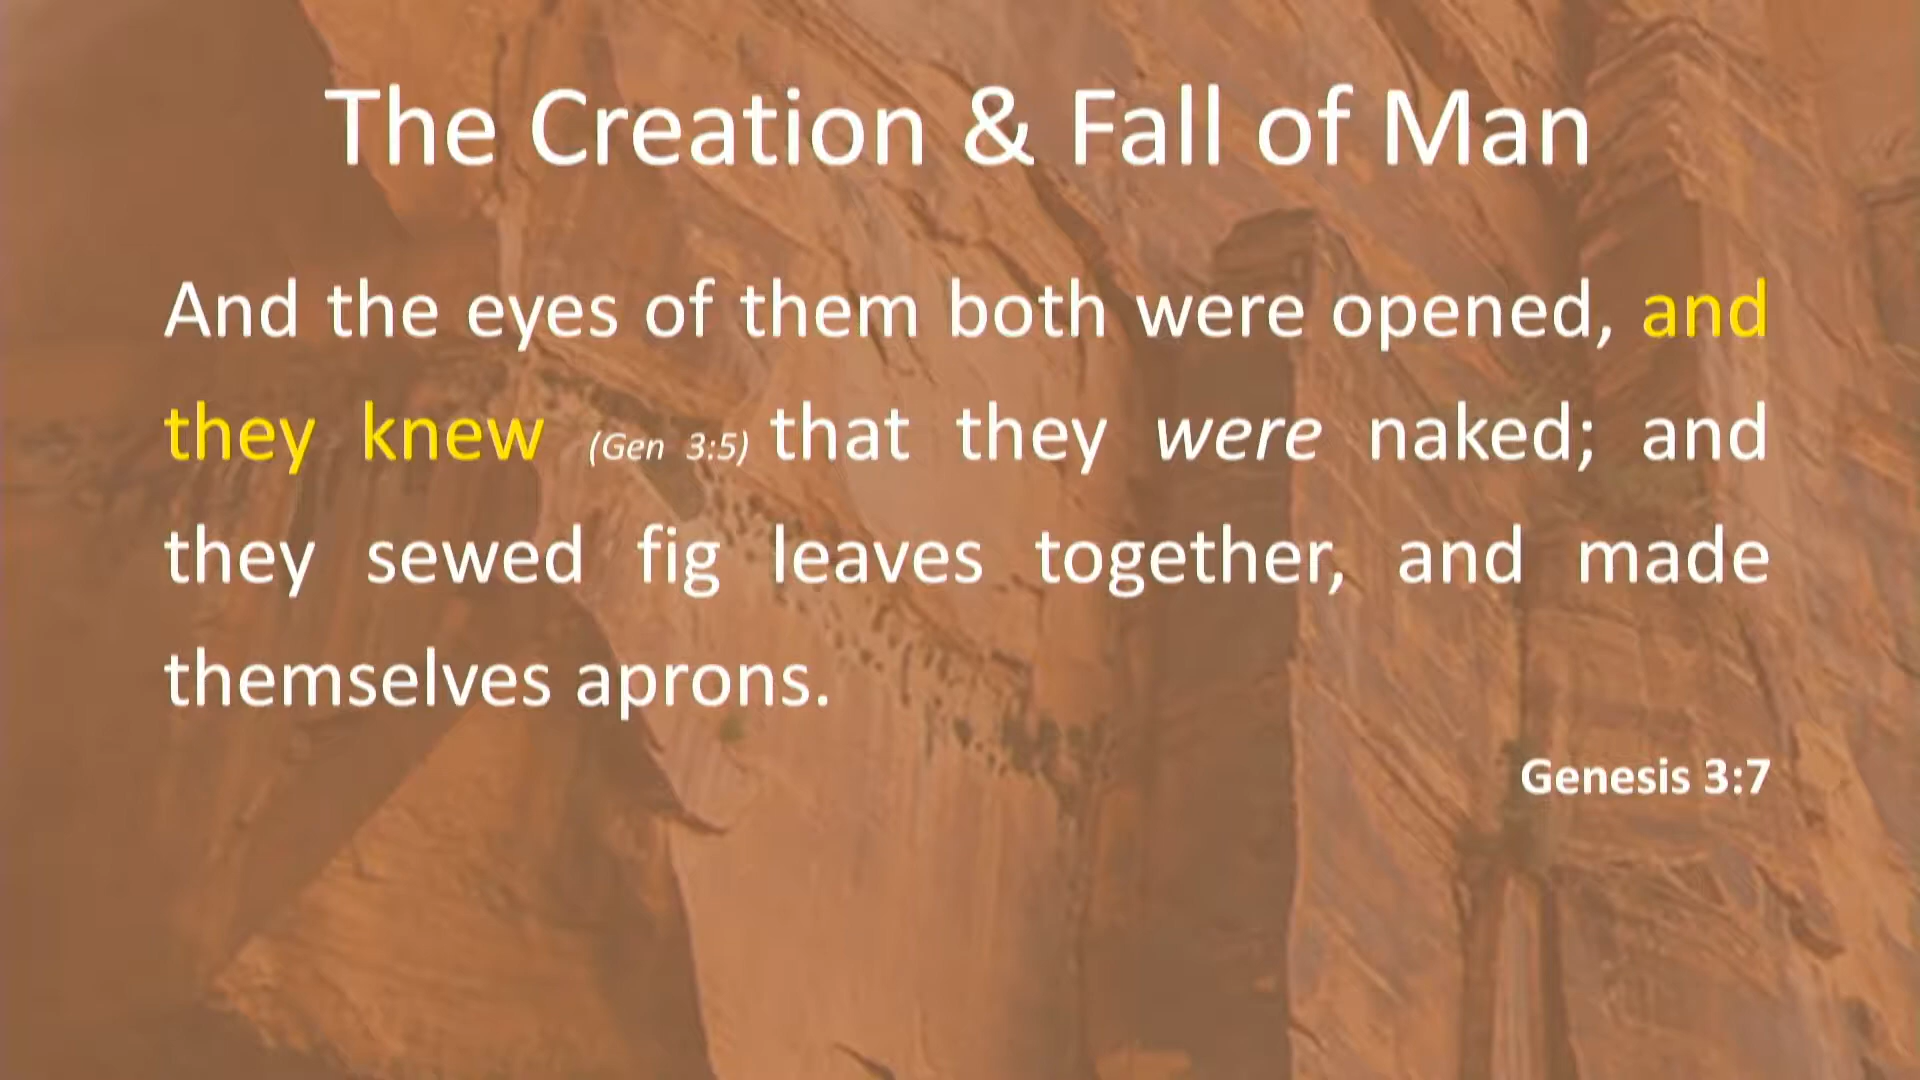 The Creation & Fall of Man
And the eyes of them both were opened, and
they knew (Gen 3:5) that they were naked; and
they sewed fig leaves together, and made
themselves aprons.
Genesis 3:7